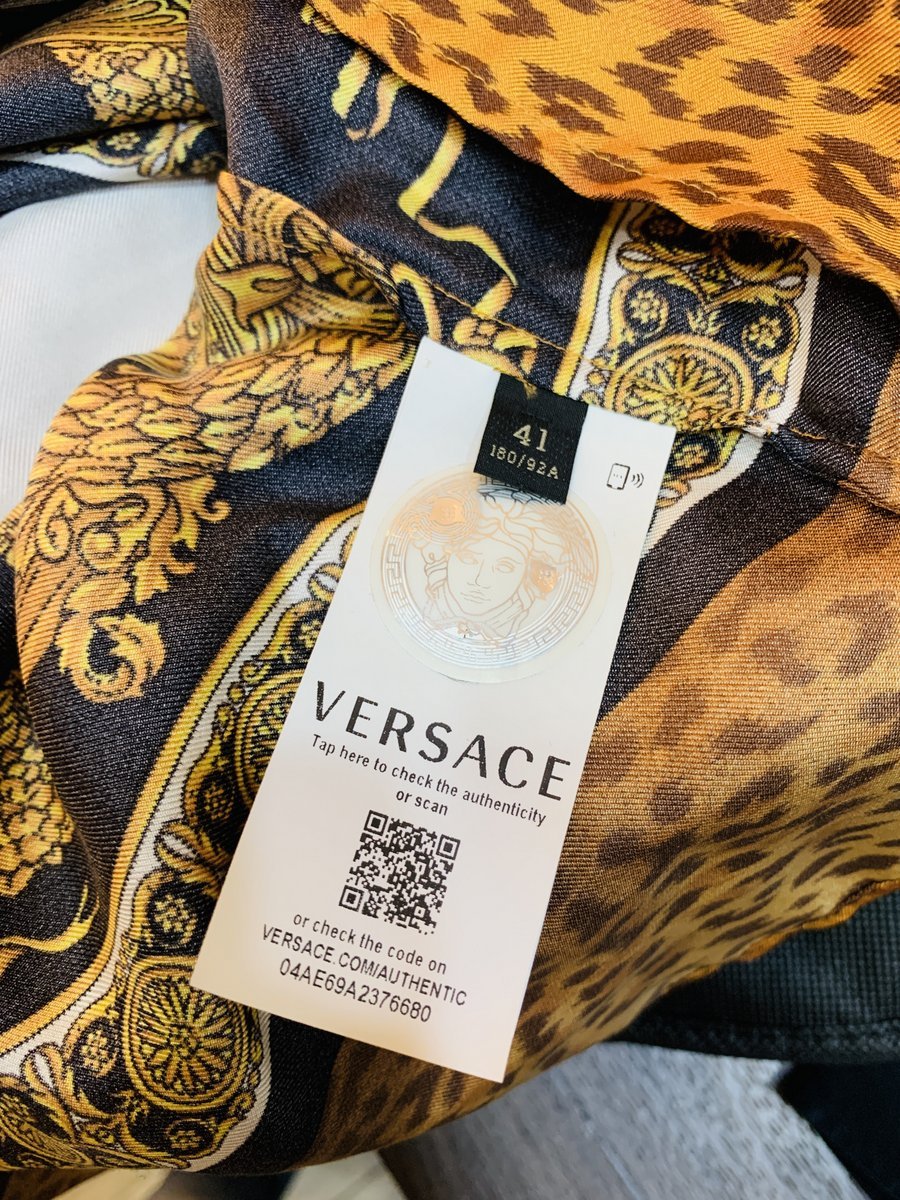 41
180/92A
VERSACE
Tap here to check the authenticity
or scan
or check the code on
VERSACE.COM/AUTHENTIC
04AE69A2376680